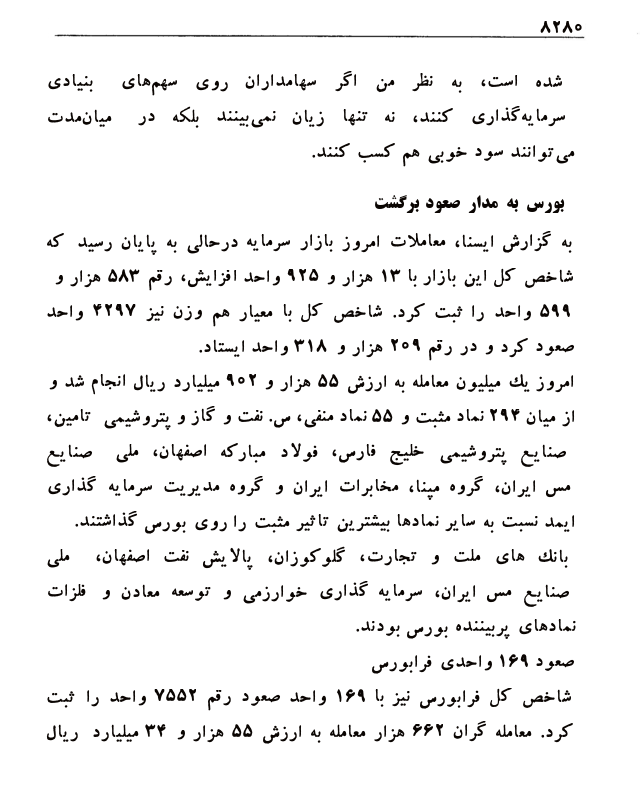 ۸۲۸۰
شده است، به نظر من اگر سهامداران روی سهم‌های بنیادی
سرمایه‌گذاری کنند، نه تنها زیان نمی‌بینند بلکه در میان‌مدت
می‌توانند سود خوبی هم کسب کنند.
بورس به مدار صعود برگشت
به گزارش ایسنا، معاملات امروز بازار سرمایه درحالی به پایان رسید که
شاخص کل این بازار با ۱۳ هزار و ۹۲۵ واحد افزایش، رقم ۵۸۳ هزار و
۵۹۹ واحد را ثبت کرد. شاخص کل با معیار هم وزن نیز ۴۲۹۷ واحد
صعود کرد و در رقم ۲۰۹ هزار و ۳۱۸ واحد ایستاد.
امروز یک میلیون معامله به ارزش ۵۵ هزار و ۹۰۲ میلیارد ریال انجام شد و
از میان ۲۹۴ نماد مثبت و ۵۵ نماد منفی، س. نفت و گاز و پتروشیمی تامین،
صنایع پتروشیمی خلیج فارس، فولاد مبارکه اصفهان، ملی صنایع
مس ایران، گروه مپنا، مخابرات ایران و گروه مدیریت سرمایه گذاری
ایمد نسبت به سایر نمادها بیشترین تاثیر مثبت را روی بورس گذاشتند.
بانک های ملت و تجارت، گلوکوزان، پالایش نفت اصفهان، ملی
صنایع مس ایران، سرمایه گذاری خوارزمی و توسعه معادن و فلزات
نمادهای پربیننده بورس بودند.
صعود ۱۶۹ واحدی فرابورس
شاخص کل فرابورس نیز با ۱۶۹ واحد صعود رقم ۷۵۵۲ واحد را ثبت
کرد. معامله گران ۶۶۲ هزار معامله به ارزش ۵۵ هزار و ۳۴ میلیارد ریال